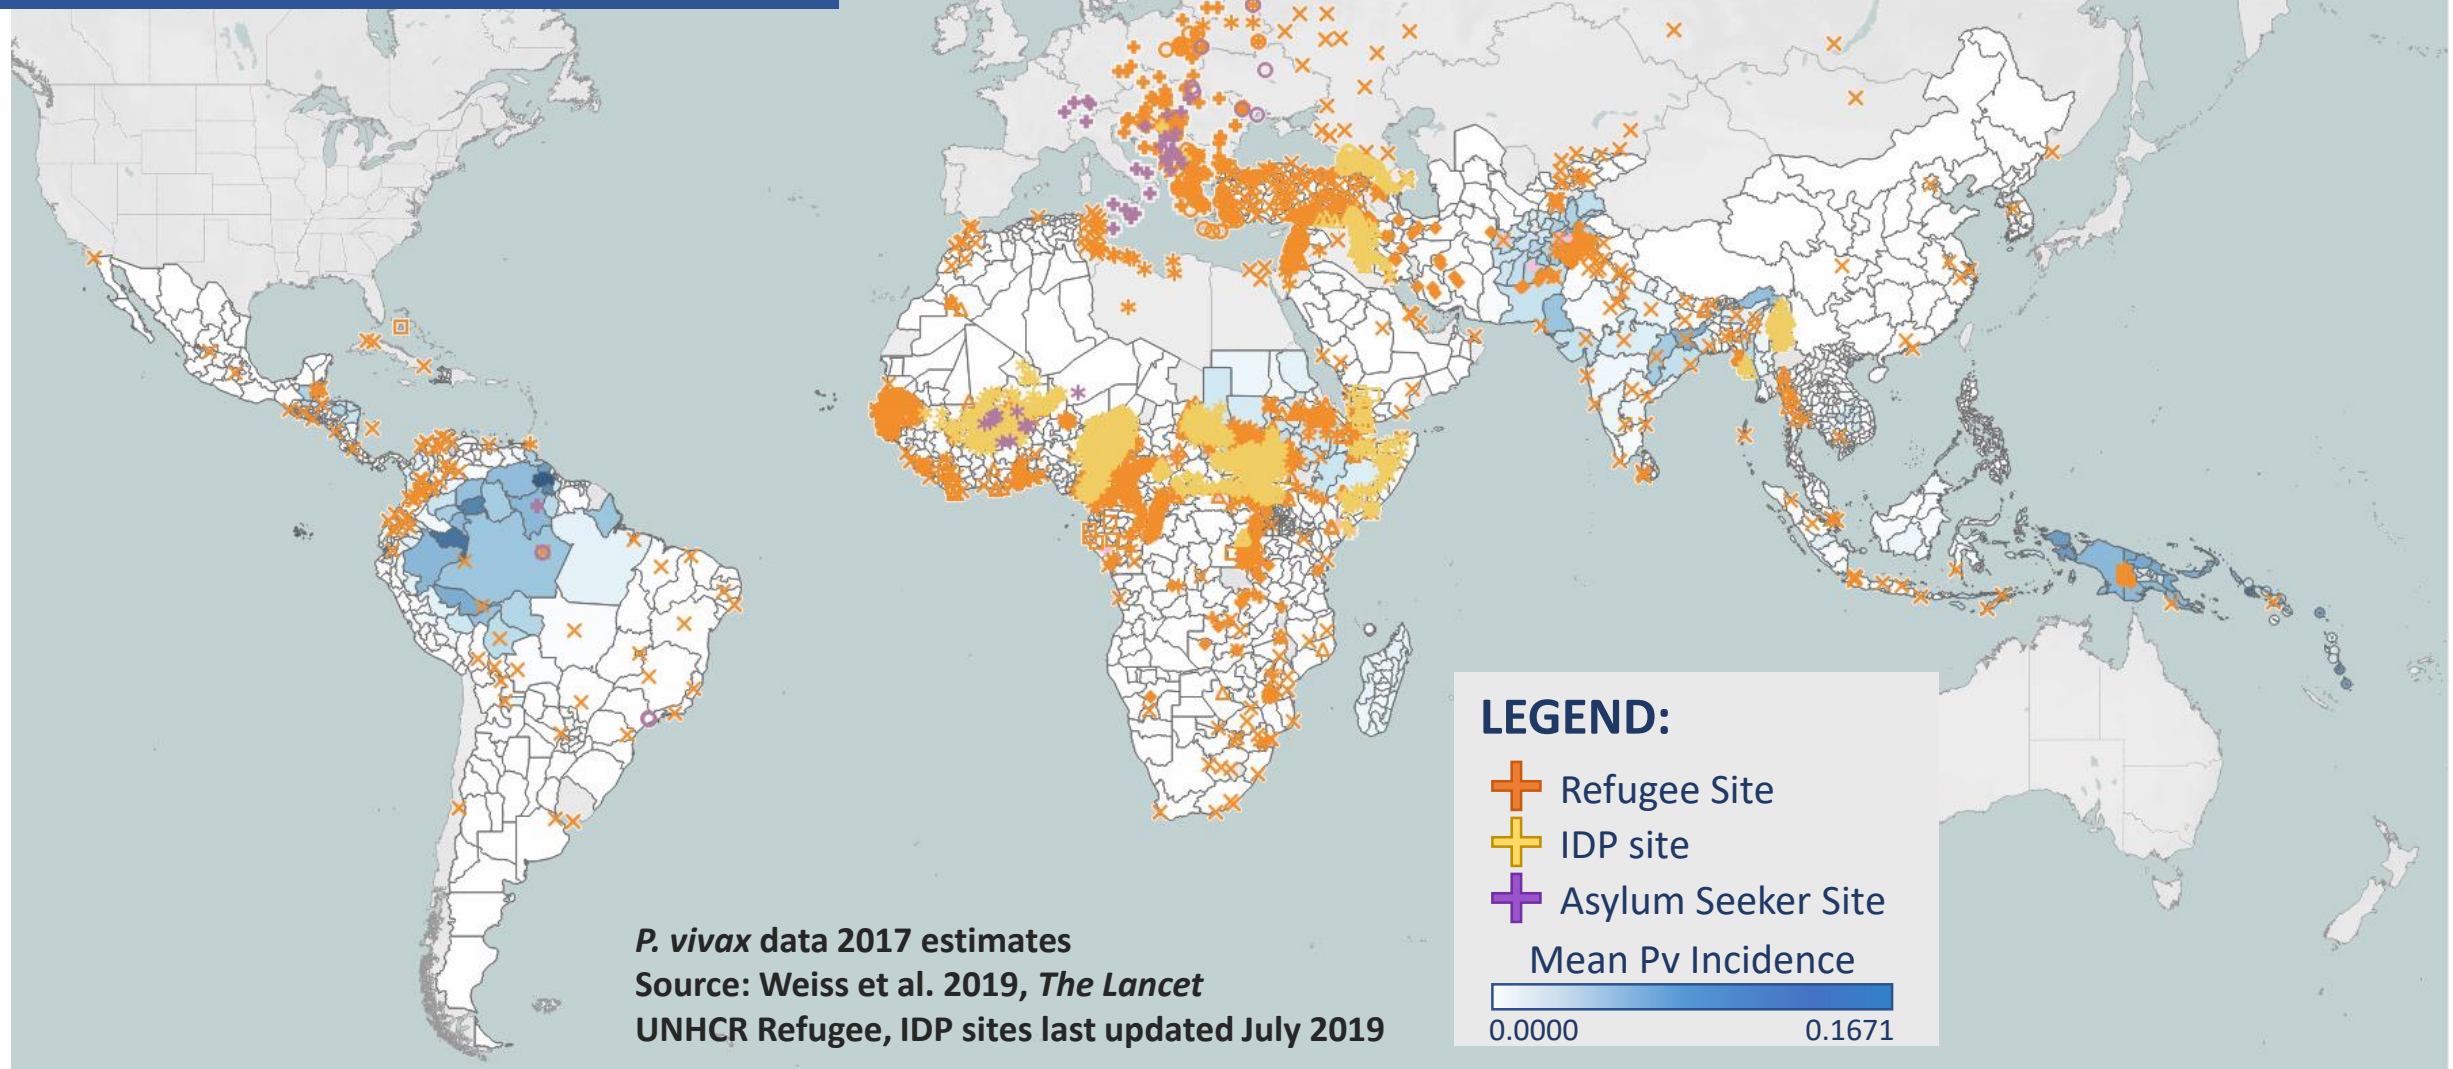 LEGEND:
Refugee Site
IDP site
Asylum Seeker Site
Mean Pv Incidence
0.0000 0.1671
P. vivax data 2017 estimates
Source: Weiss et al. 2019, The Lancet
UNHCR Refugee, IDP sites last updated July 2019